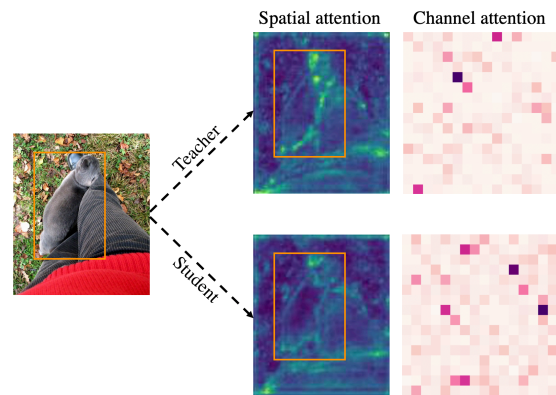 Spatial attention
Channel attention
Teacher
Student